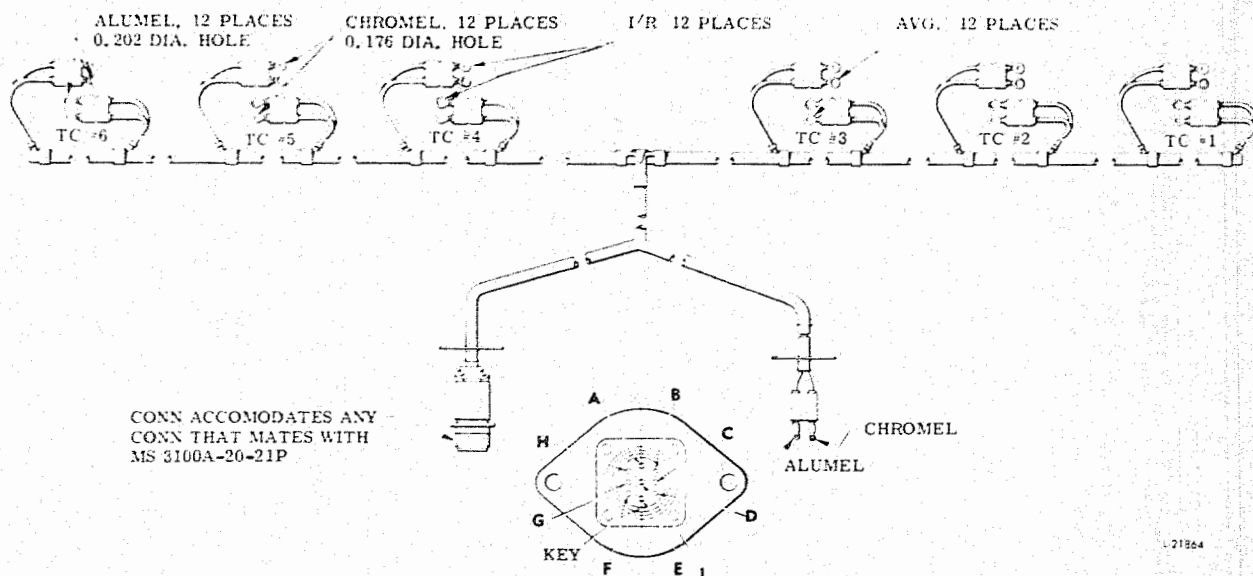 ALUMEL, 12 PLACES
0.202 DIA. HOLE
CHROMEL, 12 PLACES
0.176 DIA. HOLE
I/R 12 PLACES
AVG. 12 PLACES
TC #6
TC #5
TC #4
TC #3
TC #2
TC #1
CONN ACCOMODATES ANY
CONN THAT MATES WITH
MS 3100A-20-21P
CHROMEL
ALUMEL
A
B
C
D
E
F
G
H
KEY
1
L-21864